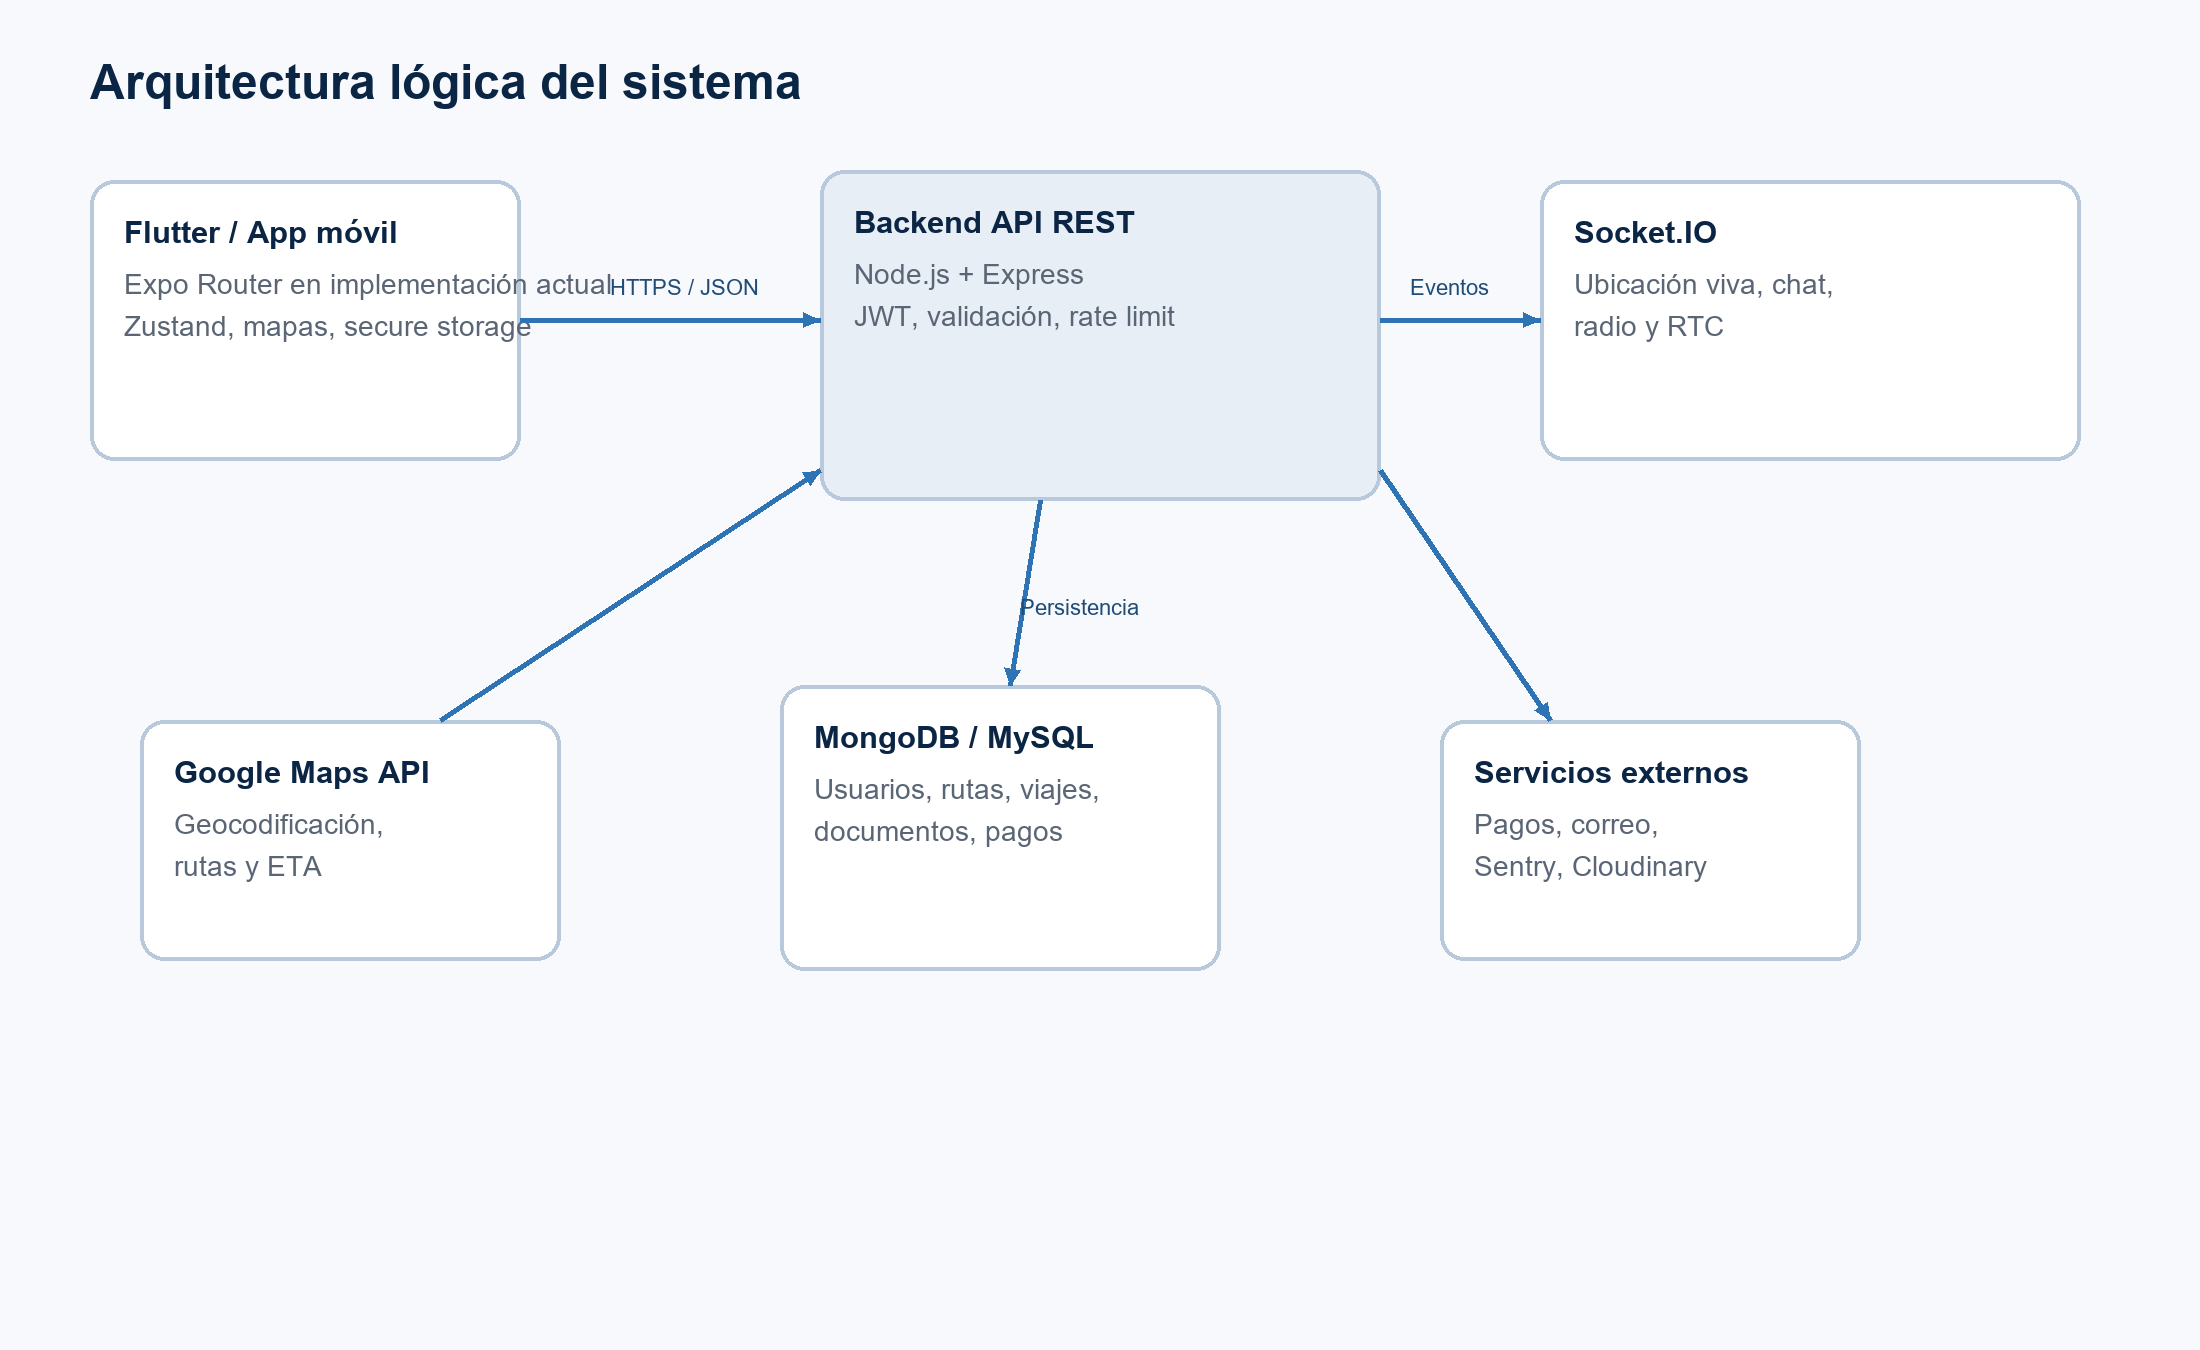 Arquitectura lógica del sistema
Flutter / App móvil
Expo Router en implementación actual
Zustand, mapas, secure storage
HTTPS / JSON
Backend API REST
Node.js + Express
JWT, validación, rate limit
Eventos
Socket.IO
Ubicación viva, chat,
radio y RTC
Persistencia
Google Maps API
Geocodificación,
rutas y ETA
MongoDB / MySQL
Usuarios, rutas, viajes,
documentos, pagos
Servicios externos
Pagos, correo,
Sentry, Cloudinary